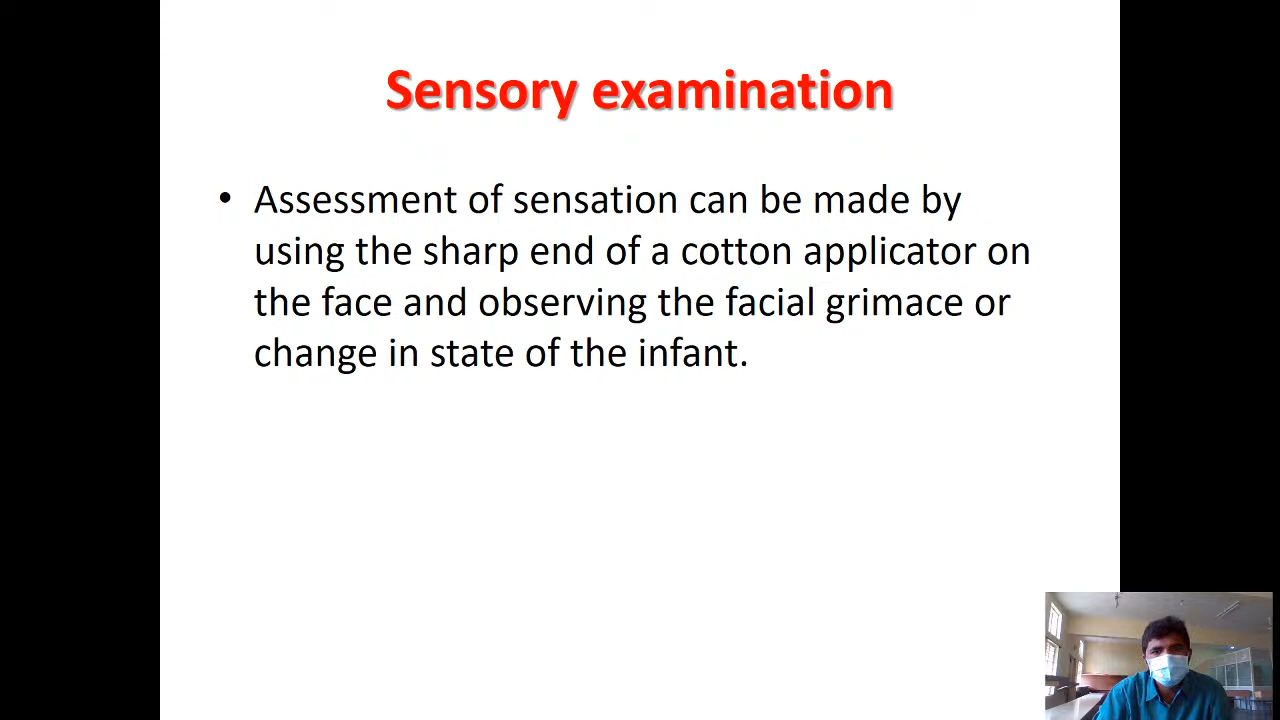 Sensory examination
• Assessment of sensation can be made by
using the sharp end of a cotton applicator on
the face and observing the facial grimace or
change in state of the infant.